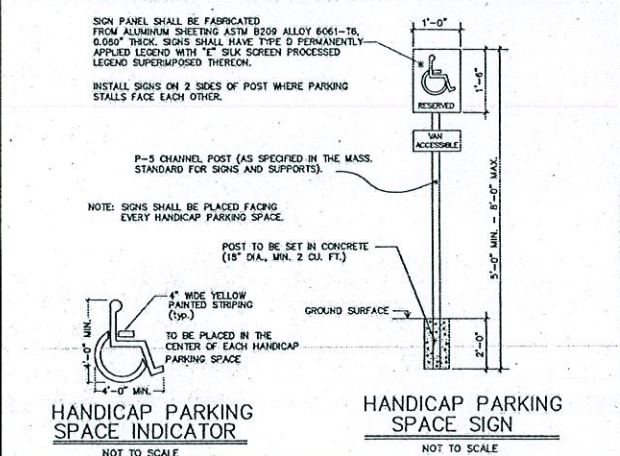 SIGN PANEL SHALL BE FABRICATED
FROM ALUMINUM SHEETING ASTM B209 ALLOY 6061-T6,
0.080" THICK. SIGNS SHALL HAVE TYPE D PERMANENTLY
APPLIED LEGEND WITH "E" SILK SCREEN PROCESSED
LEGEND SUPERIMPOSED THEREON.
INSTALL SIGNS ON 2 SIDES OF POST WHERE PARKING
STALLS FACE EACH OTHER.
1'-0"
1'-6"
RESERVED
VAN
ACCESSIBLE
P-5 CHANNEL POST (AS SPECIFIED IN THE MASS.
STANDARD FOR SIGNS AND SUPPORTS).
NOTE: SIGNS SHALL BE PLACED FACING
EVERY HANDICAP PARKING SPACE.
POST TO BE SET IN CONCRETE
(18" DIA., MIN. 2 CU. FT.)
5'-0" MIN. - 8'-0" MAX.
GROUND SURFACE
2'-0"
4'-0" MIN.
4" WIDE YELLOW
PAINTED STRIPING
(typ.)
TO BE PLACED IN THE
CENTER OF EACH HANDICAP
PARKING SPACE
4'-0" MIN.
HANDICAP PARKING
SPACE INDICATOR
NOT TO SCALE
HANDICAP PARKING
SPACE SIGN
NOT TO SCALE